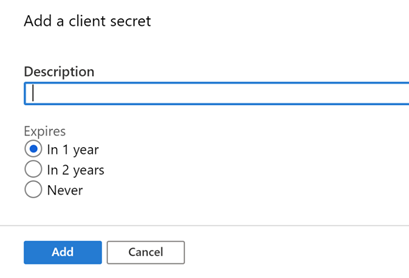 Add a client secret
Description
Expires
In 1 year
In 2 years
Never
Add Cancel